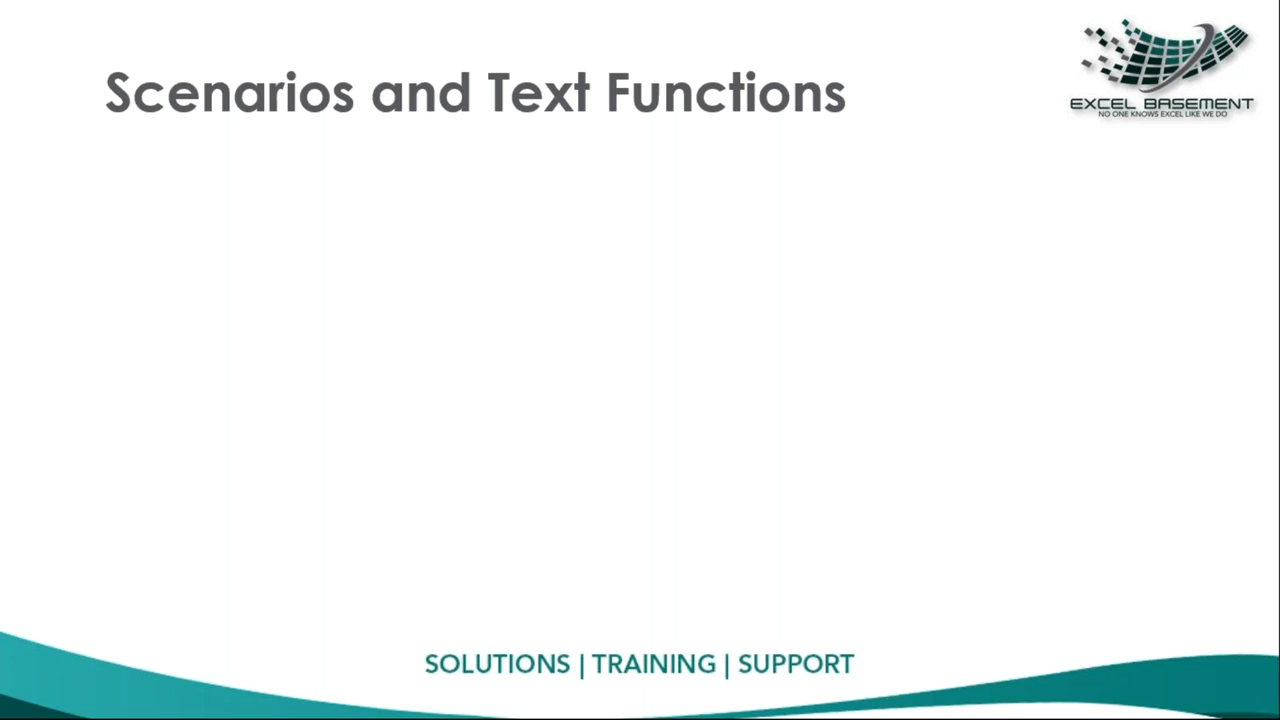 Scenarios and Text Functions
EXCEL BASEMENT
NO ONE KNOWS EXCEL LIKE WE DO
SOLUTIONS | TRAINING | SUPPORT